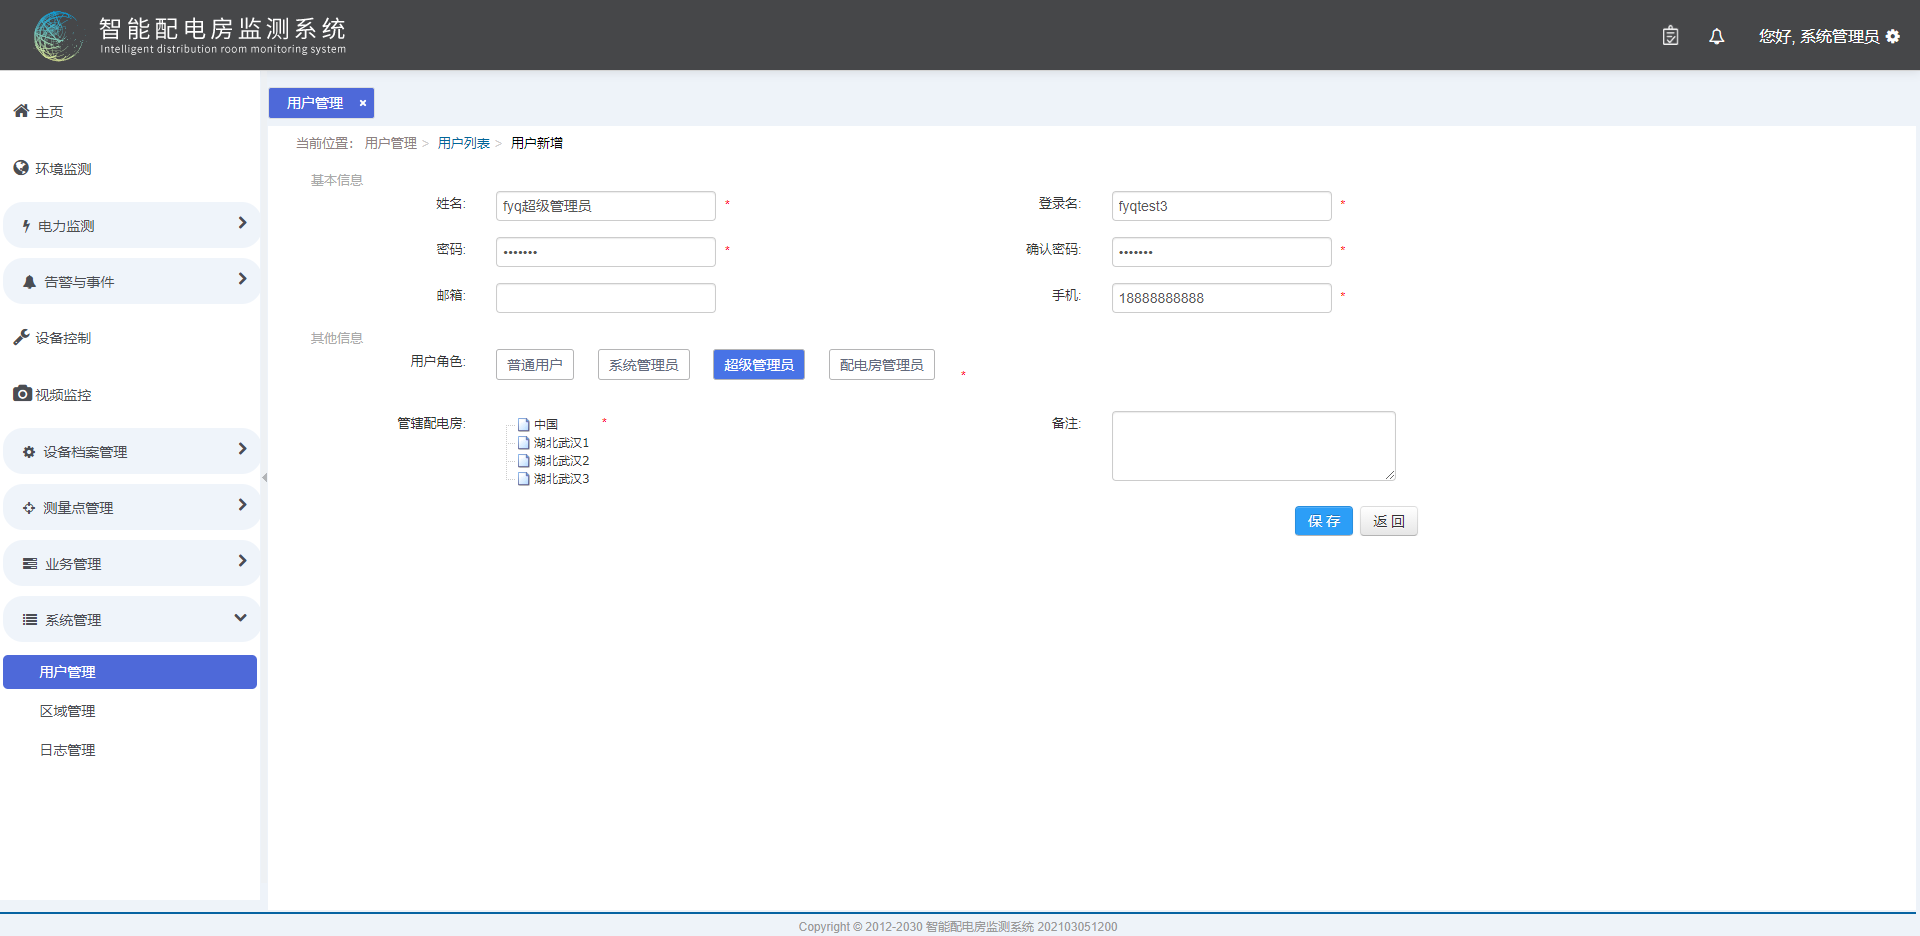 智能配电房监测系统
Intelligent distribution room monitoring system
您好, 系统管理员
主页
环境监测
电力监测
告警与事件
设备控制
视频监控
设备档案管理
测量点管理
业务管理
系统管理
用户管理
区域管理
日志管理
用户管理 ×
当前位置： 用户管理 > 用户列表 > 用户新增
基本信息
姓名: fyq超级管理员 * 登录名: fyqtest3 *
密码: ••••••• * 确认密码: ••••••• *
邮箱: 手机: 18888888888 *
其他信息
用户角色: 普通用户 系统管理员 超级管理员 配电房管理员 *
管辖配电房: 中国 * 备注:
湖北武汉1
湖北武汉2
湖北武汉3
保 存 返 回
Copyright © 2012-2030 智能配电房监测系统 202103051200